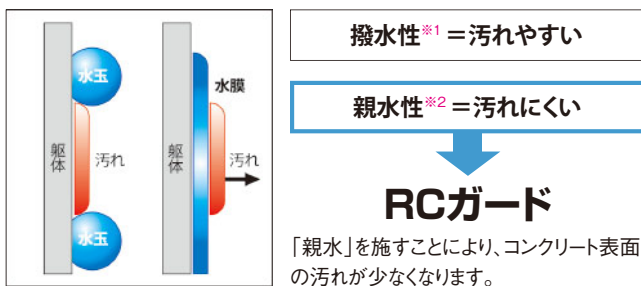 水玉
躯体
汚れ
水玉
水膜
躯体
汚れ
撥水性※1＝汚れやすい
親水性※2＝汚れにくい
RCガード
「親水」を施すことにより、コンクリート表面
の汚れが少なくなります。